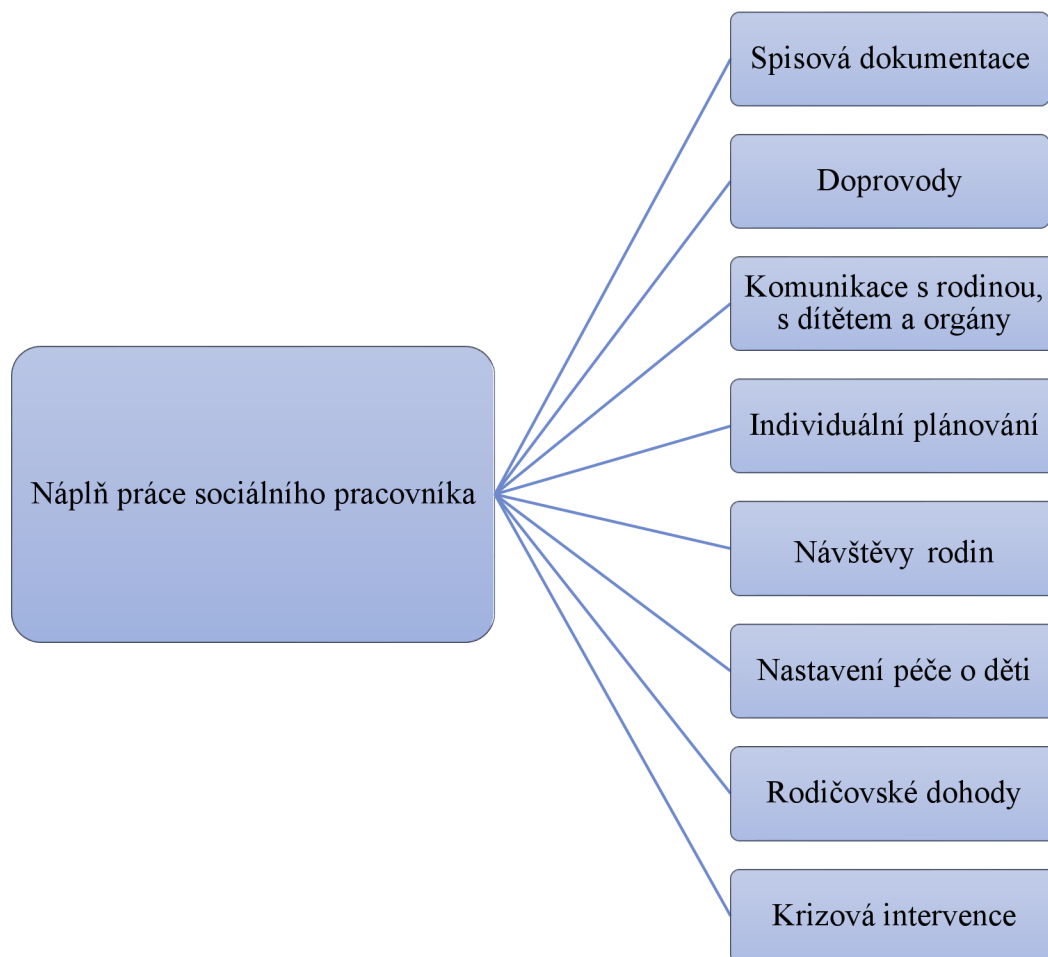 Spisová dokumentace
Doprovody
Komunikace s rodinou,
s dítětem a orgány
Individuální plánování
Náplň práce sociálního pracovníka
Návštěvy rodin
Nastavení péče o děti
Rodičovské dohody
Krizová intervence